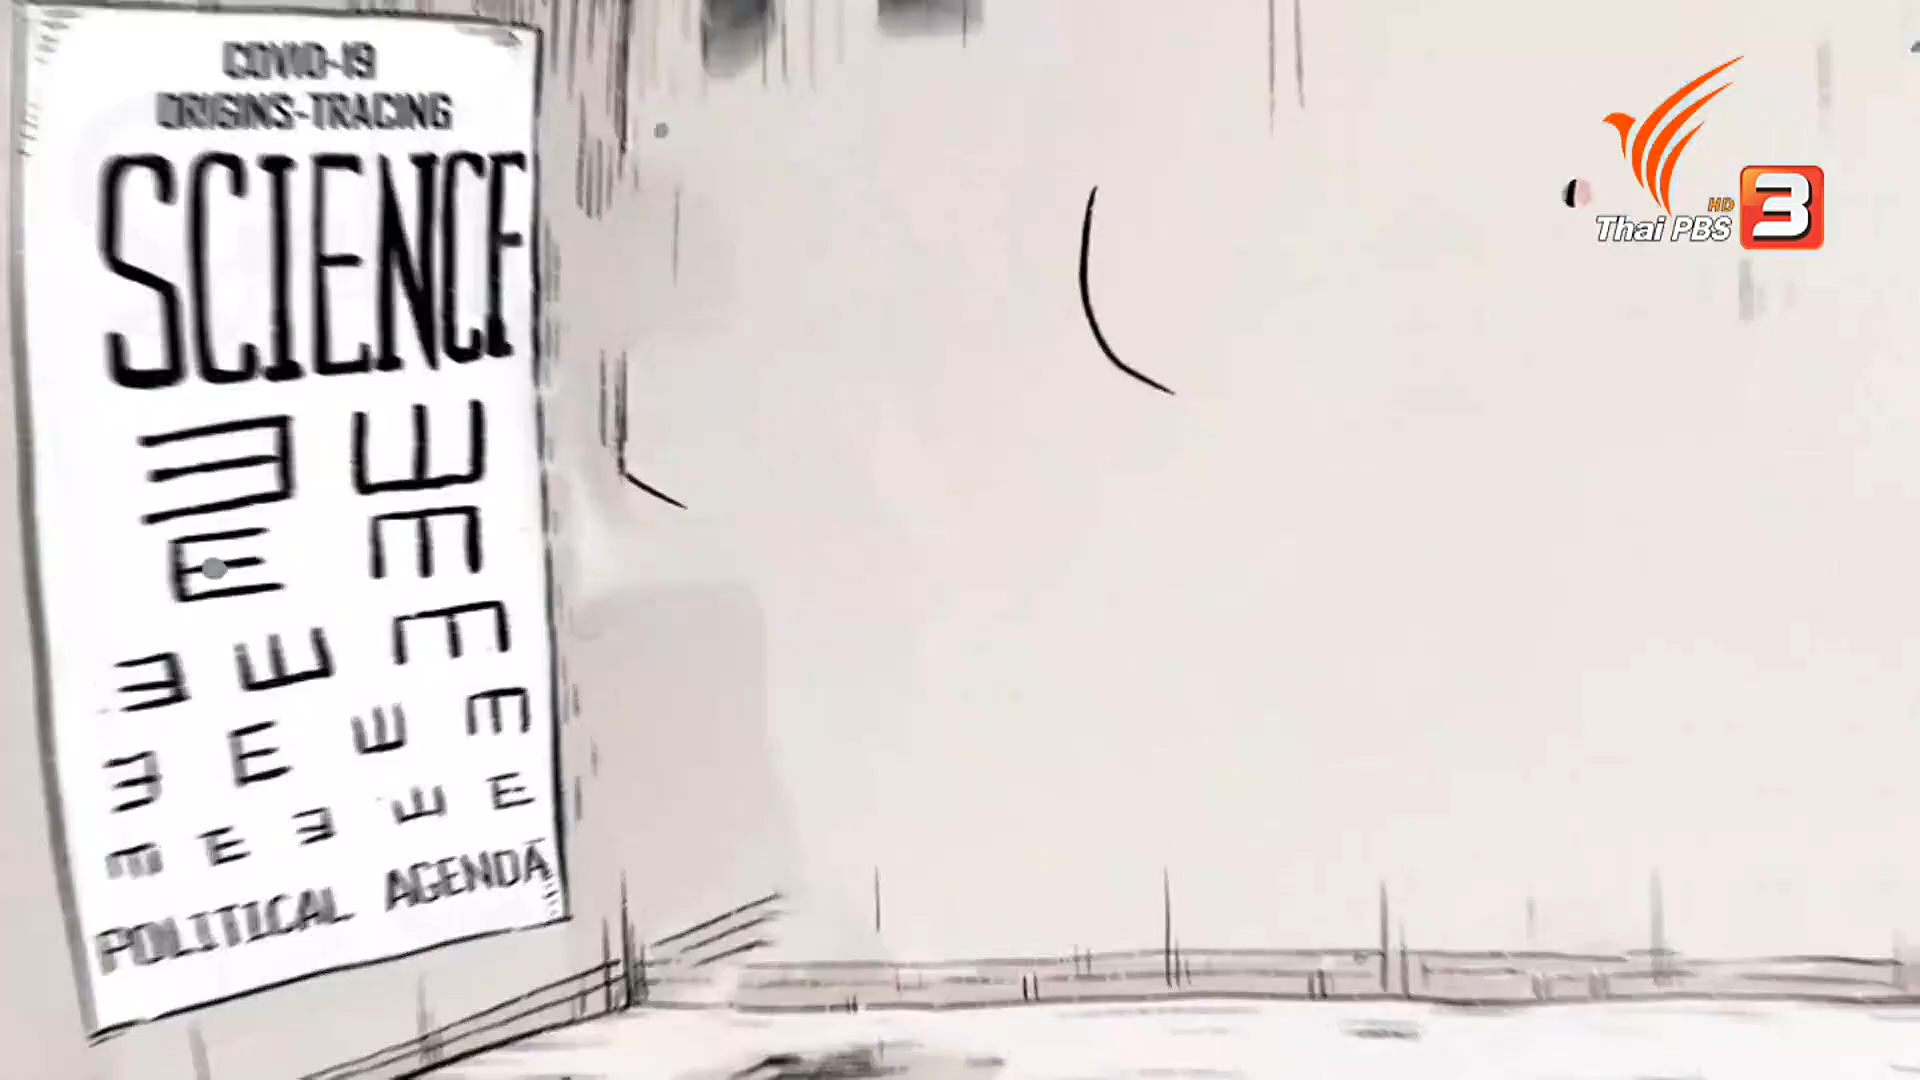 COVID-19
ORIGINS-TRACING
SCIENCE
E E
E E
E E E
E E E E
E E E E E
POLITICAL AGENDA
HD
Thai PBS 3